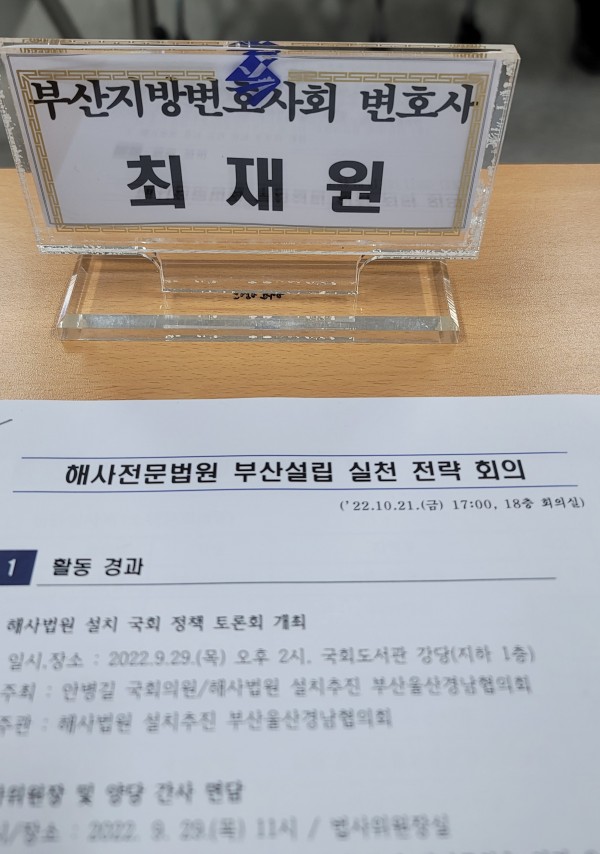 부산지방변호사회 변호사
최 재 원
해사전문법원 부산설립 실천 전략 회의
('22.10.21.(금) 17:00, 18층 회의실)
1 활동 경과
해사법원 설치 국회 정책 토론회 개최
일시,장소 : 2022.9.29.(목) 오후 2시, 국회도서관 강당(지하 1층)
주최 : 안병길 국회의원/해사법원 설치추진 부산울산경남협의회
주관 : 해사법원 설치추진 부산울산경남협의회
사위원장 및 양당 간사 면담
시/장소 : 2022. 9. 29.(목) 11시 / 법사위원장실